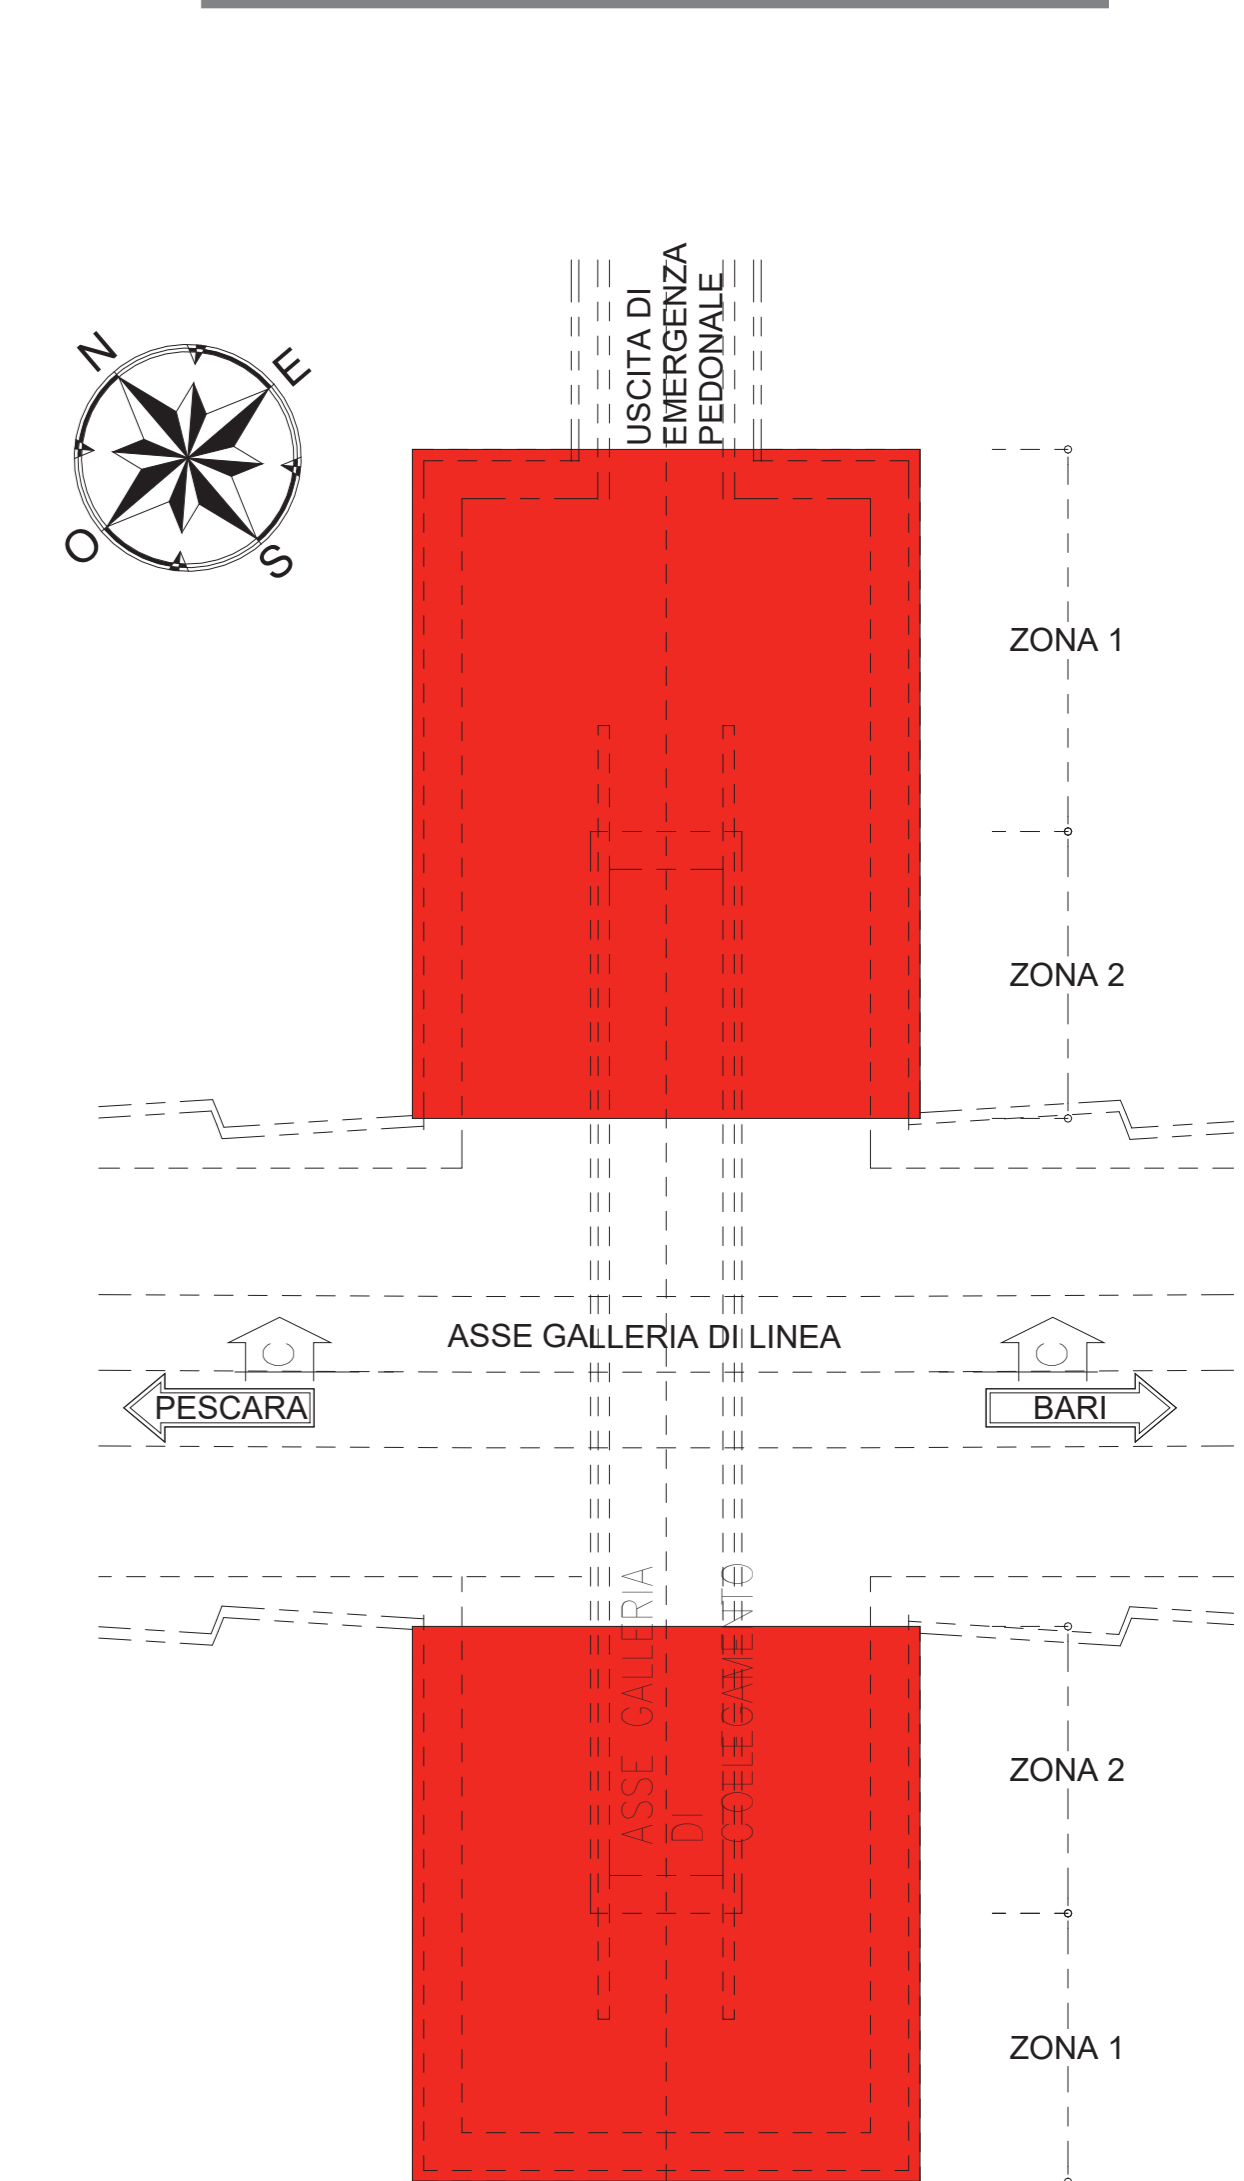 USCITA DI
EMERGENZA
PEDONALE
N
E
O
S
ZONA 1
ZONA 2
ASSE GALLERIA DI LINEA
C
C
PESCARA
BARI
ASSE GALLERIA
DI
COLLEGAMENTO
ZONA 2
ZONA 1